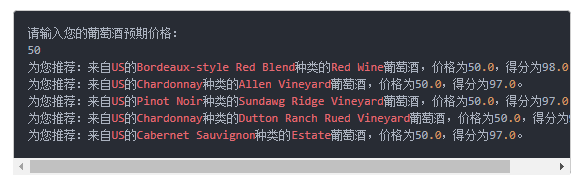 请输入您的葡萄酒预期价格：
50
为您推荐：来自US的Bordeaux-style Red Blend种类的Red Wine葡萄酒，价格为50.0，得分为98.0
为您推荐：来自US的Chardonnay种类的Allen Vineyard葡萄酒，价格为50.0，得分为97.0。
为您推荐：来自US的Pinot Noir种类的Sundawg Ridge Vineyard葡萄酒，价格为50.0，得分为97.0
为您推荐：来自US的Chardonnay种类的Dutton Ranch Rued Vineyard葡萄酒，价格为50.0，得分为
为您推荐：来自US的Cabernet Sauvignon种类的Estate葡萄酒，价格为50.0，得分为97.0。